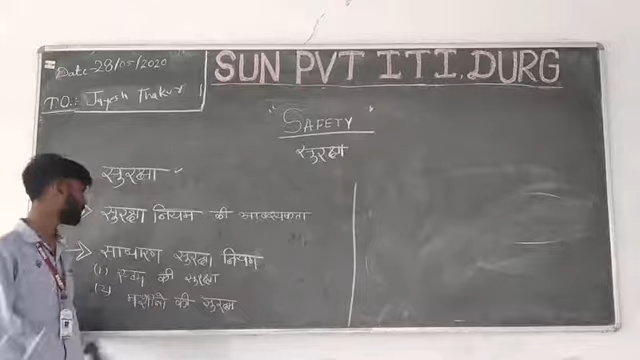 Date - 28/05/2020
SUN PVT ITI, DURG
TO.: Jayesh Thakur
"SAFETY"
सुरक्षा
सुरक्षा
सुरक्षा नियम की आवश्यकता
साधारण सुरक्षा नियम
(1) स्वयं की सुरक्षा
(2) मशीनो की सुरक्षा